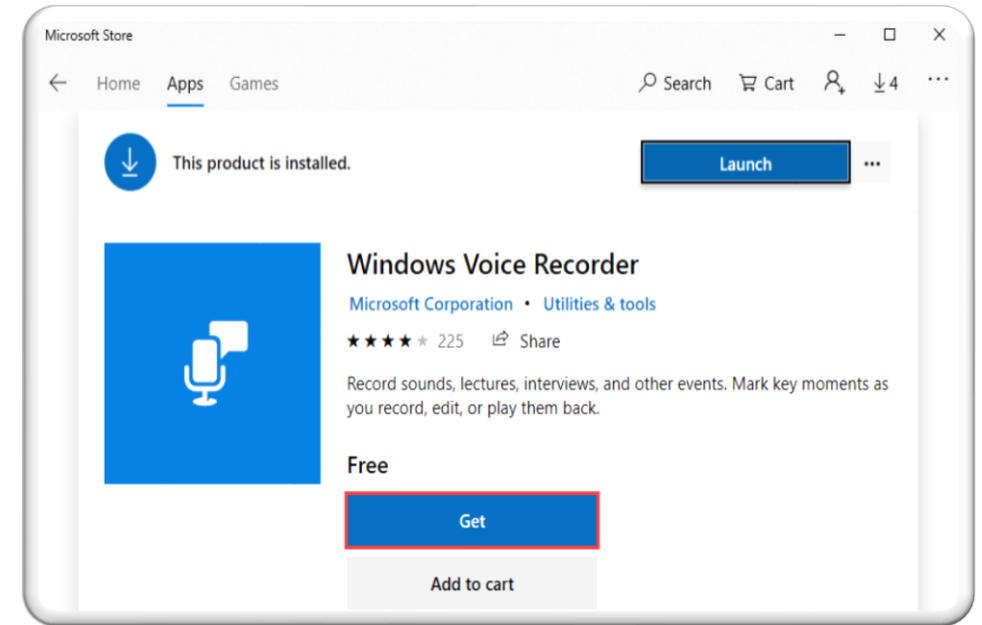 Microsoft Store
Home Apps Games Search Cart 4
This product is installed. Launch
Windows Voice Recorder
Microsoft Corporation • Utilities & tools
225 Share
Record sounds, lectures, interviews, and other events. Mark key moments as
you record, edit, or play them back.
Free
Get
Add to cart